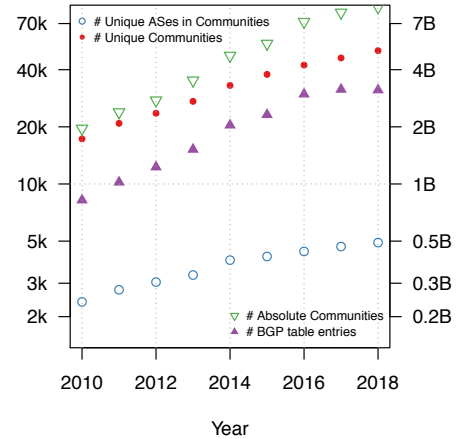 # Unique ASes in Communities
# Unique Communities
70k
40k
20k
10k
5k
3k
2k
7B
4B
2B
1B
0.5B
0.3B
0.2B
# Absolute Communities
# BGP table entries
2010 2012 2014 2016 2018
Year